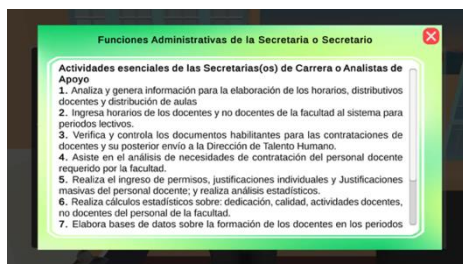 Funciones Administrativas de la Secretaria o Secretario
Actividades esenciales de las Secretarias(os) de Carrera o Analistas de
Apoyo
1. Analiza y genera información para la elaboración de los horarios, distributivos
docentes y distribución de aulas
2. Ingresa horarios de los docentes y no docentes de la facultad al sistema para
periodos lectivos.
3. Verifica y controla los documentos habilitantes para las contrataciones de
docentes y su posterior envío a la Dirección de Talento Humano.
4. Asiste en el análisis de necesidades de contratación del personal docente
requerido por la facultad.
5. Realiza el ingreso de permisos, justificaciones individuales y Justificaciones
masivas del personal docente; y realiza análisis estadísticos.
6. Realiza cálculos estadísticos sobre: dedicación, calidad, actividades docentes,
no docentes del personal de la facultad.
7. Elabora bases de datos sobre la formación de los docentes en los periodos